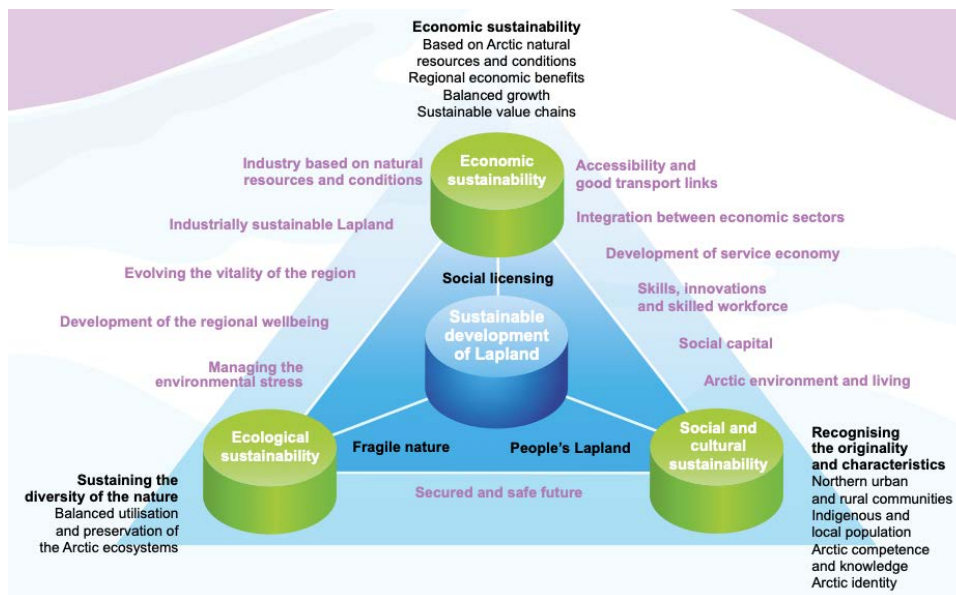 Economic sustainability
Based on Arctic natural
resources and conditions
Regional economic benefits
Balanced growth
Sustainable value chains
Economic
sustainability
Industry based on natural
resources and conditions
Industrially sustainable Lapland
Evolving the vitality of the region
Development of the regional wellbeing
Managing the
environmental stress
Accessibility and
good transport links
Integration between economic sectors
Development of service economy
Skills, innovations
and skilled workforce
Social capital
Arctic environment and living
Social licensing
Sustainable
development
of Lapland
Fragile nature
People's Lapland
Ecological
sustainability
Social and
cultural
sustainability
Secured and safe future
Sustaining the
diversity of the nature
Balanced utilisation
and preservation of
the Arctic ecosystems
Recognising
the originality
and characteristics
Northern urban
and rural communities
Indigenous and
local population
Arctic competence
and knowledge
Arctic identity